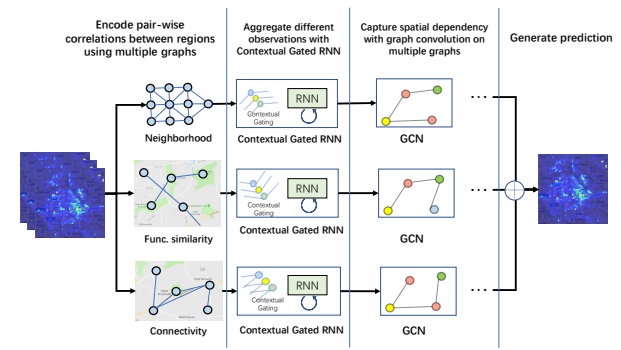 Encode pair-wise
correlations between regions
using multiple graphs
Aggregate different
observations with
Contextual Gated RNN
Capture spatial dependency
with graph convolution on
multiple graphs
Generate prediction
RNN
Contextual
Gating
Neighborhood
Contextual Gated RNN
GCN
RNN
Contextual
Gating
Func. similarity
Contextual Gated RNN
GCN
RNN
Contextual
Gating
Connectivity
Contextual Gated RNN
GCN